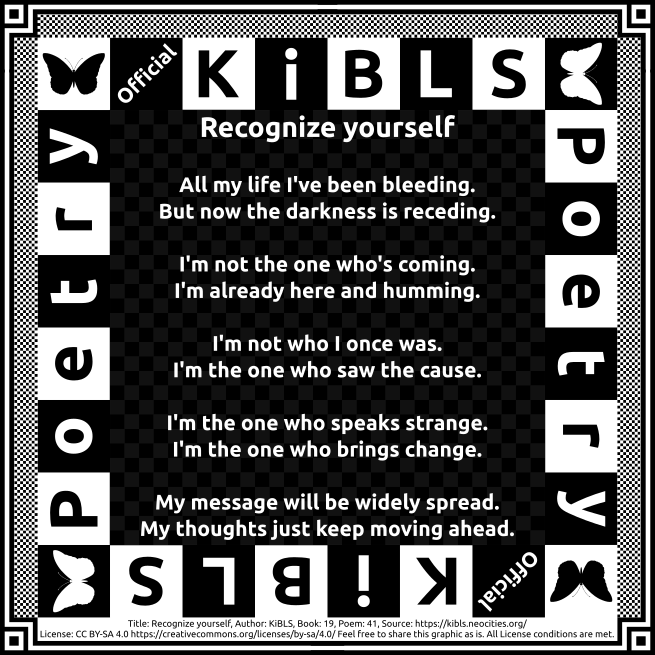 Official KiBLS
Poetry
Poetry
Recognize yourself
All my life I've been bleeding.
But now the darkness is receding.
I'm not the one who's coming.
I'm already here and humming.
I'm not who I once was.
I'm the one who saw the cause.
I'm the one who speaks strange.
I'm the one who brings change.
My message will be widely spread.
My thoughts just keep moving ahead.
Official KiBLS
Title: Recognize yourself, Author: KiBLS, Book: 19, Poem: 41, Source: https://kibls.neocities.org/
License: CC BY-SA 4.0 https://creativecommons.org/licenses/by-sa/4.0/ Feel free to share this graphic as is. All License conditions are met.